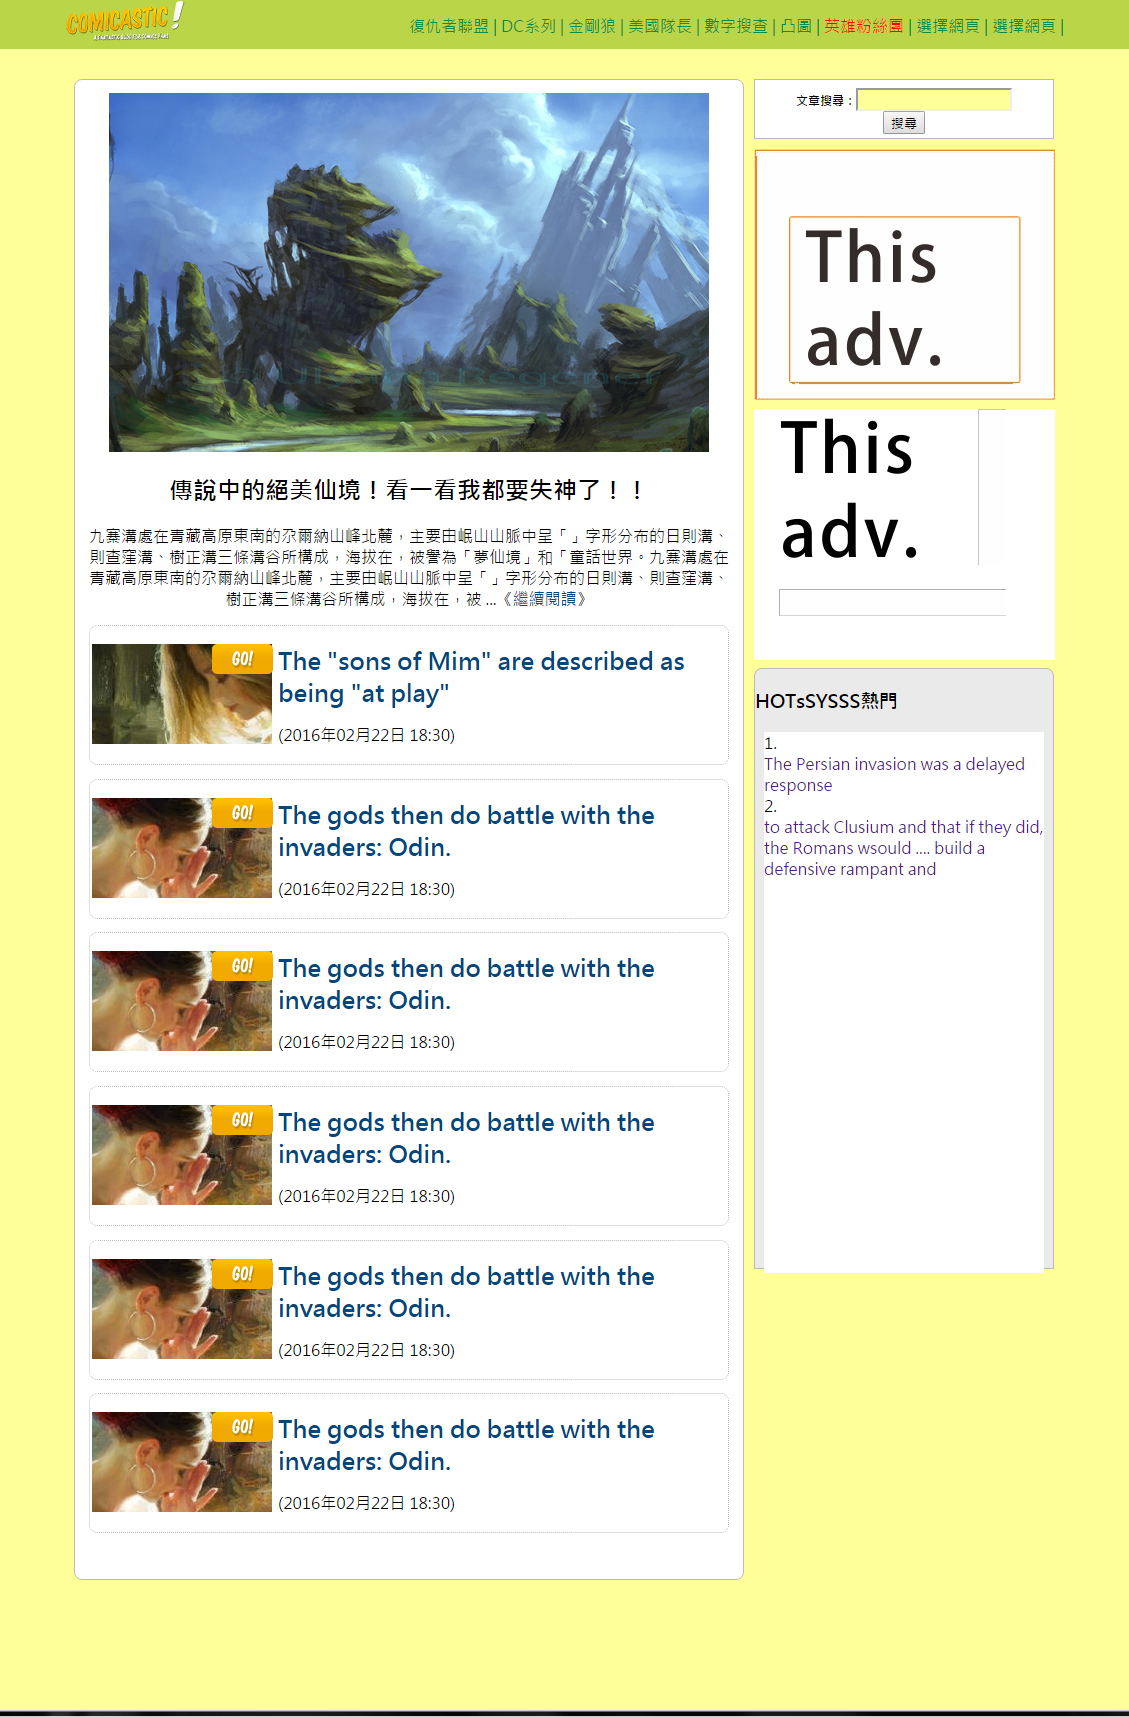 COMICASTIC!
A FANTASTIC BLOG FOR COMICS FANS
復仇者聯盟 | DC系列 | 金剛狼 | 美國隊長 | 數字搜查 | 凸圖 | 英雄粉絲團 | 選擇網頁 | 選擇網頁 |
文章搜尋：
搜尋
This
adv.
This
adv.
傳說中的絕美仙境！看一看我都要失神了！！
九寨溝處在青藏高原東南的尕爾納山峰北麓，主要由岷山山脈中呈「」字形分布的日則溝、
則查窪溝、樹正溝三條溝谷所構成，海拔在，被譽為「夢仙境」和「童話世界。九寨溝處在
青藏高原東南的尕爾納山峰北麓，主要由岷山山脈中呈「」字形分布的日則溝、則查窪溝、
樹正溝三條溝谷所構成，海拔在，被 ...《繼續閱讀》
GO!
The "sons of Mim" are described as
being "at play"
(2016年02月22日 18:30)
GO!
The gods then do battle with the
invaders: Odin.
(2016年02月22日 18:30)
GO!
The gods then do battle with the
invaders: Odin.
(2016年02月22日 18:30)
GO!
The gods then do battle with the
invaders: Odin.
(2016年02月22日 18:30)
GO!
The gods then do battle with the
invaders: Odin.
(2016年02月22日 18:30)
GO!
The gods then do battle with the
invaders: Odin.
(2016年02月22日 18:30)
HOTsSYSSS熱門
1.
The Persian invasion was a delayed
response
2.
to attack Clusium and that if they did,
the Romans wsould .... build a
defensive rampant and